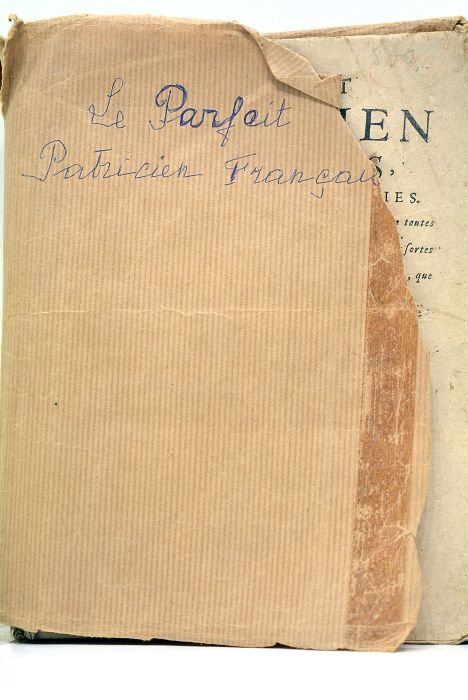 Le Parfait
Patricien Français
T
IEN
S,
IES.
toutes
ſortes
, que